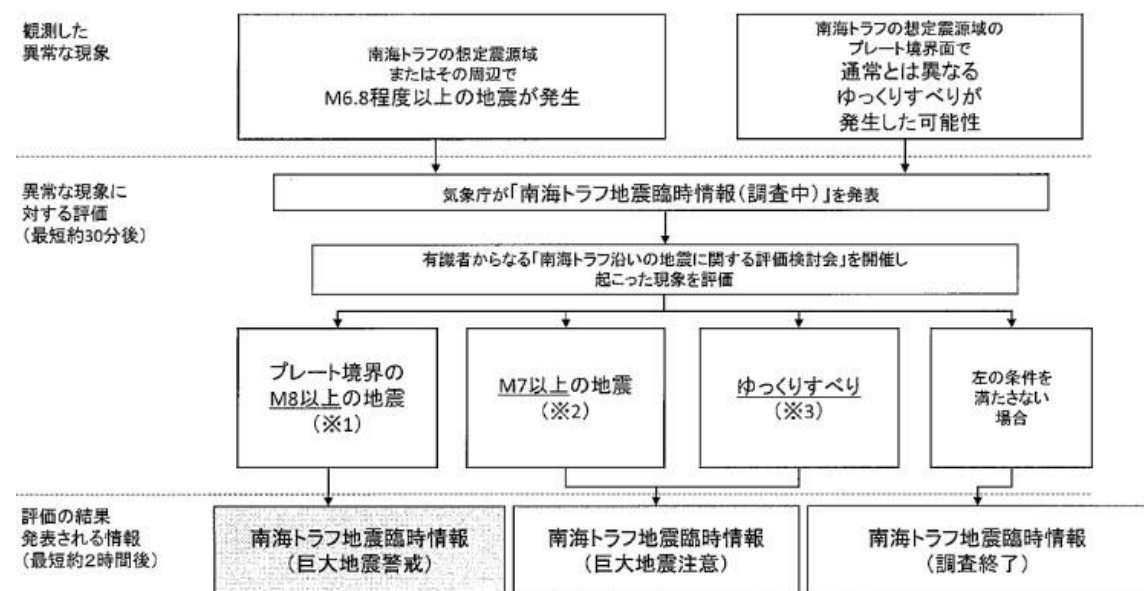 観測した
異常な現象
南海トラフの想定震源域
またはその周辺で
M6.8程度以上の地震が発生
南海トラフの想定震源域の
プレート境界面で
通常とは異なる
ゆっくりすべりが
発生した可能性
異常な現象に
対する評価
(最短約30分後)
気象庁が「南海トラフ地震臨時情報(調査中)」を発表
有識者からなる「南海トラフ沿いの地震に関する評価検討会」を開催し
起こった現象を評価
プレート境界の
M8以上の地震
(※1)
M7以上の地震
(※2)
ゆっくりすべり
(※3)
左の条件を
満たさない
場合
評価の結果
発表される情報
(最短約2時間後)
南海トラフ地震臨時情報
(巨大地震警戒)
南海トラフ地震臨時情報
(巨大地震注意)
南海トラフ地震臨時情報
(調査終了)